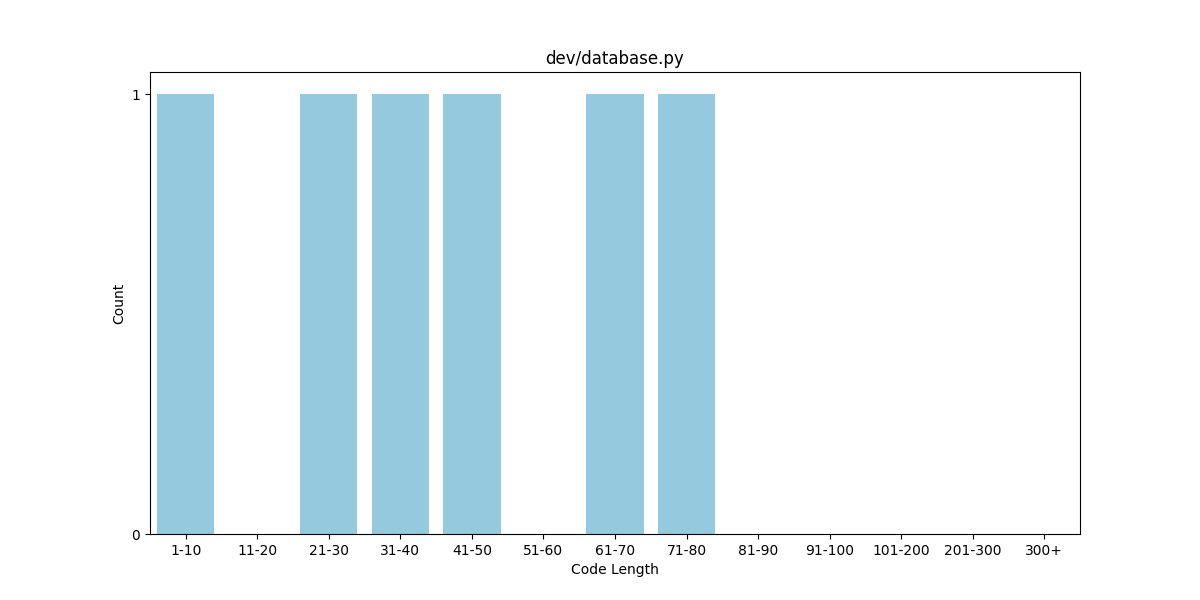 dev/database.py
1
Count
0
1-10 11-20 21-30 31-40 41-50 51-60 61-70 71-80 81-90 91-100 101-200 201-300 300+
Code Length